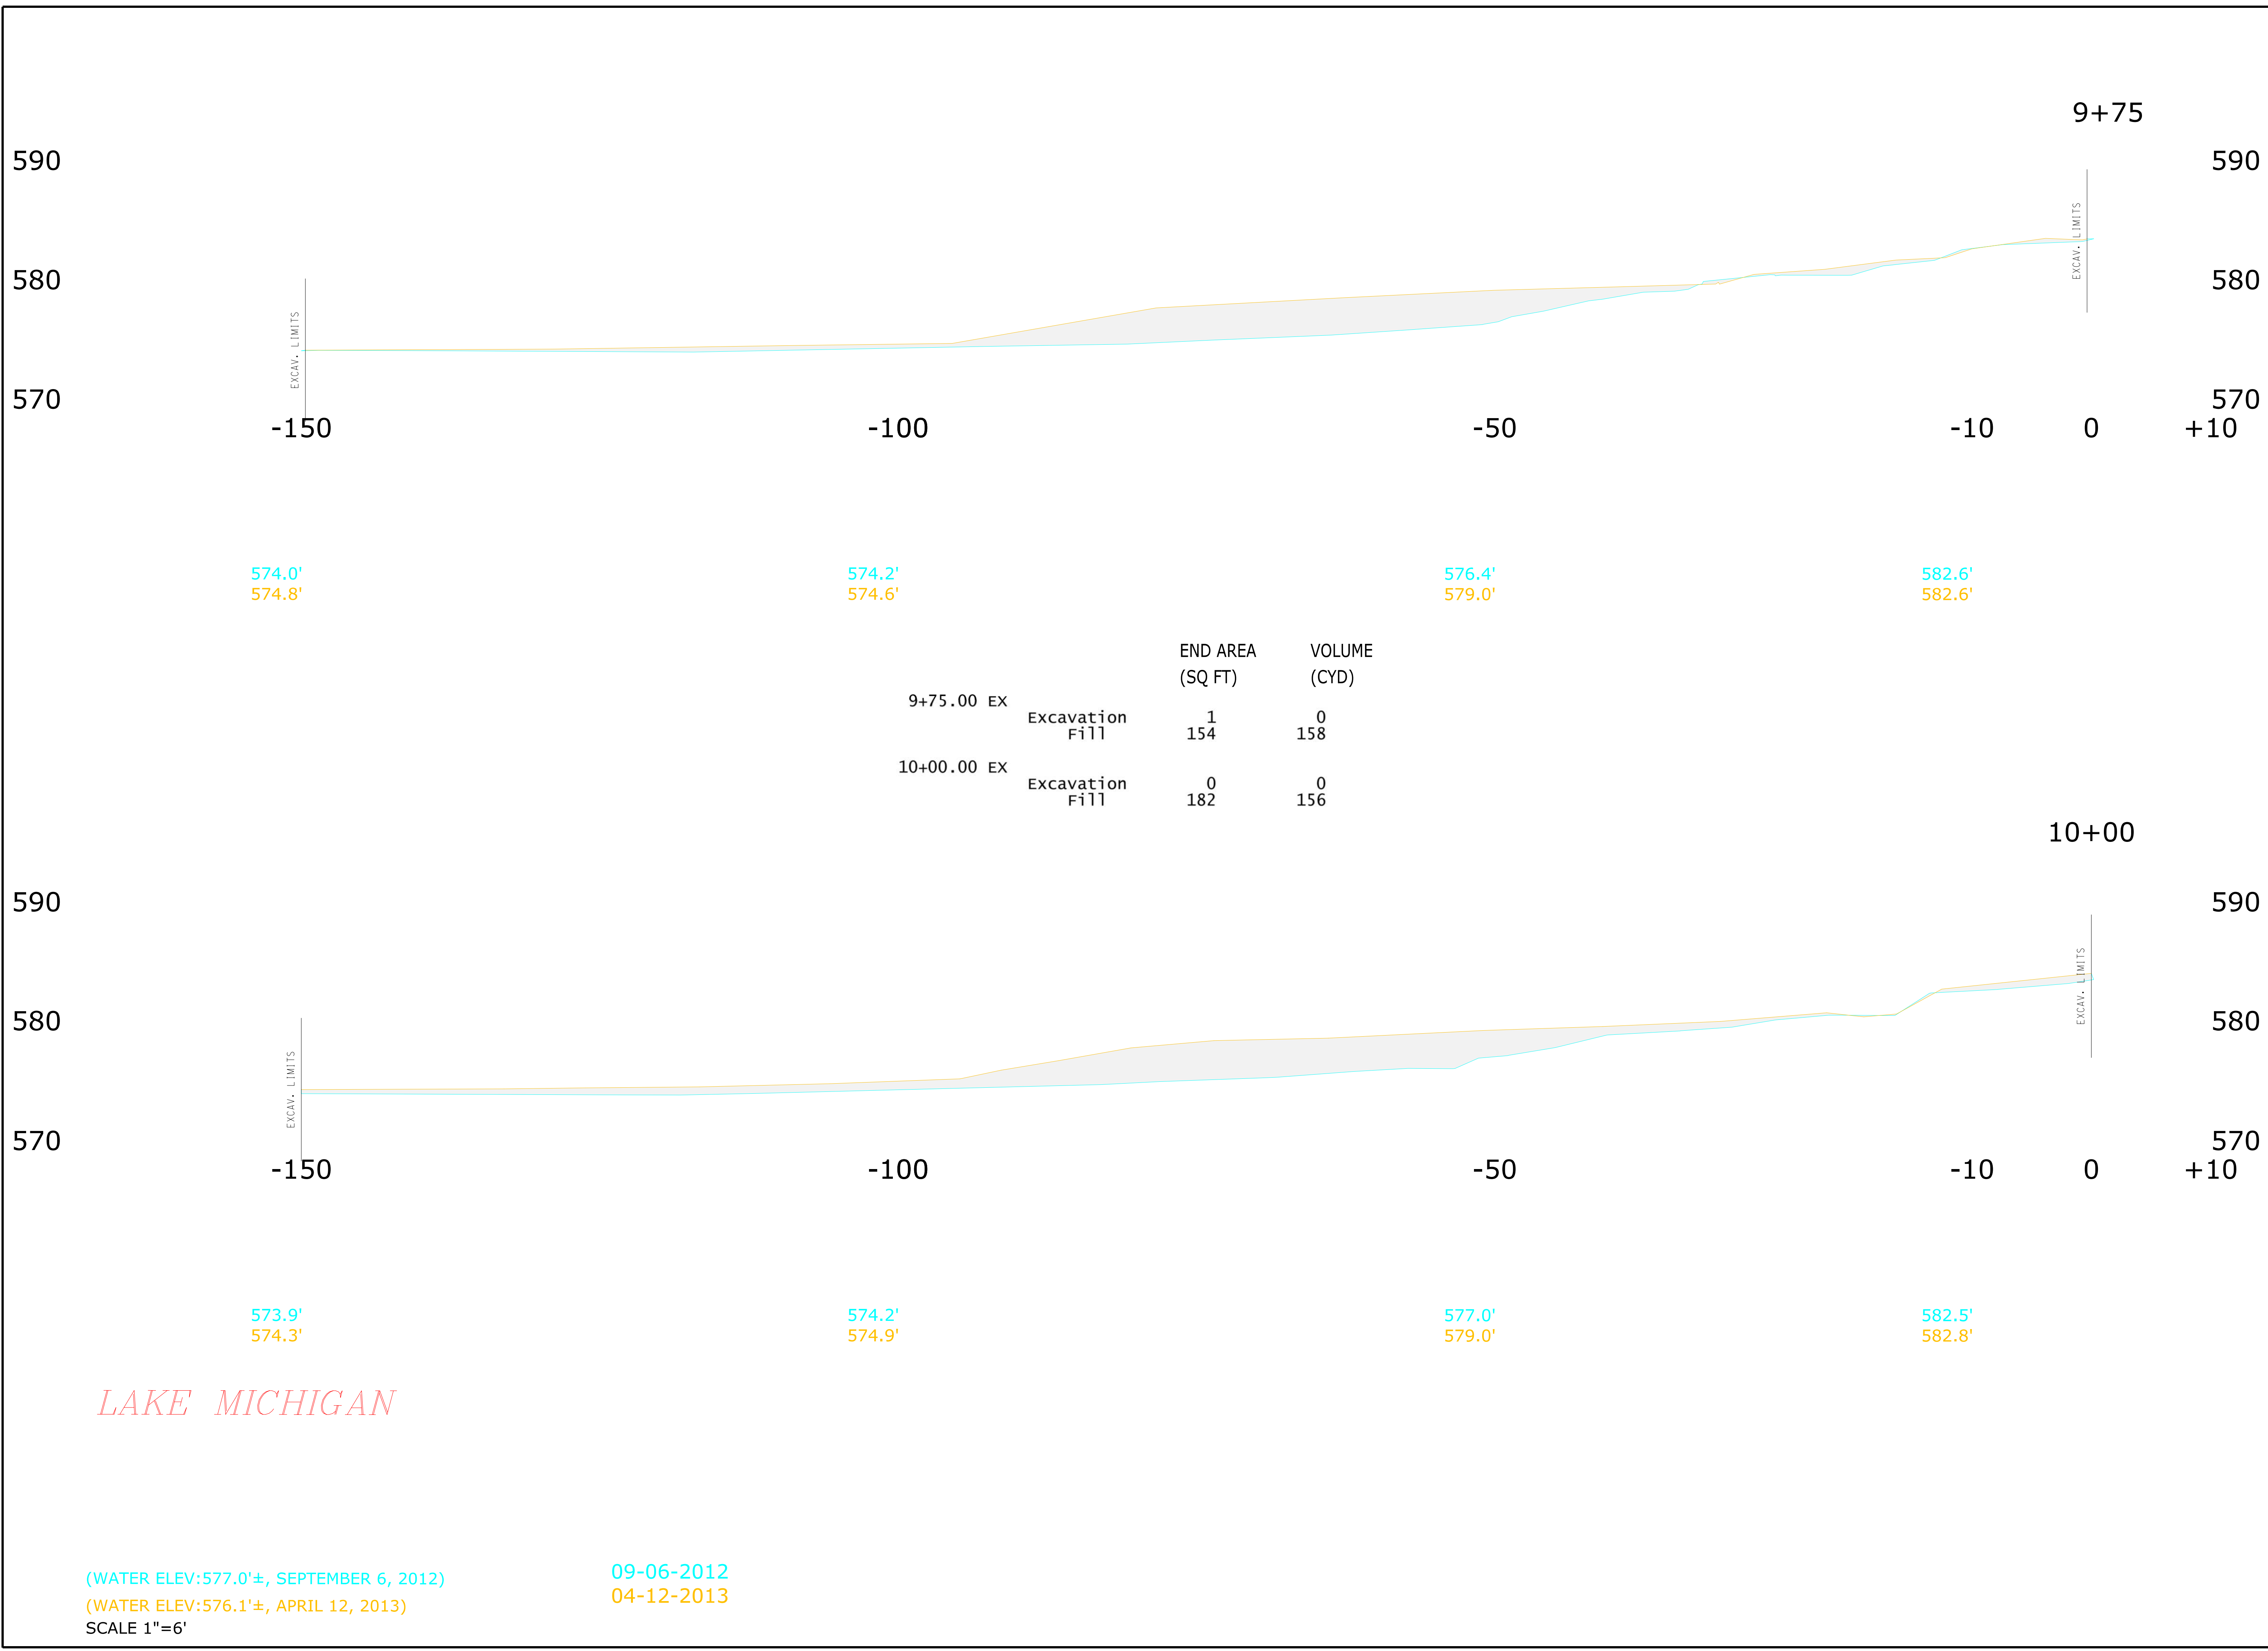 9+75
590 590
EXCAV. LIMITS
580 580
EXCAV. LIMITS
570 570
-150 -100 -50 -10 0 +10
574.0' 574.2' 576.4' 582.6'
574.8' 574.6' 579.0' 582.6'
END AREA VOLUME
(SQ FT) (CYD)
9+75.00 EX
Excavation 1 0
Fill 154 158
10+00.00 EX
Excavation 0 0
Fill 182 156
10+00
590 590
EXCAV. LIMITS
580 580
EXCAV. LIMITS
570 570
-150 -100 -50 -10 0 +10
573.9' 574.2' 577.0' 582.5'
574.3' 574.9' 579.0' 582.8'
LAKE MICHIGAN
(WATER ELEV:577.0'±, SEPTEMBER 6, 2012) 09-06-2012
(WATER ELEV:576.1'±, APRIL 12, 2013) 04-12-2013
SCALE 1"=6'